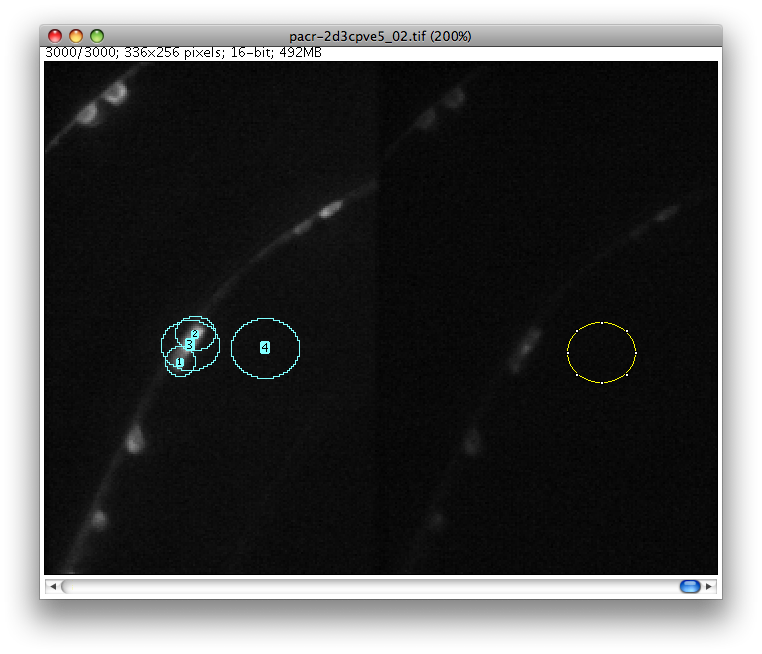 pacr-2d3cpve5_02.tif (200%)
3000/3000; 336x256 pixels; 16-bit; 492MB
2
3
4
1